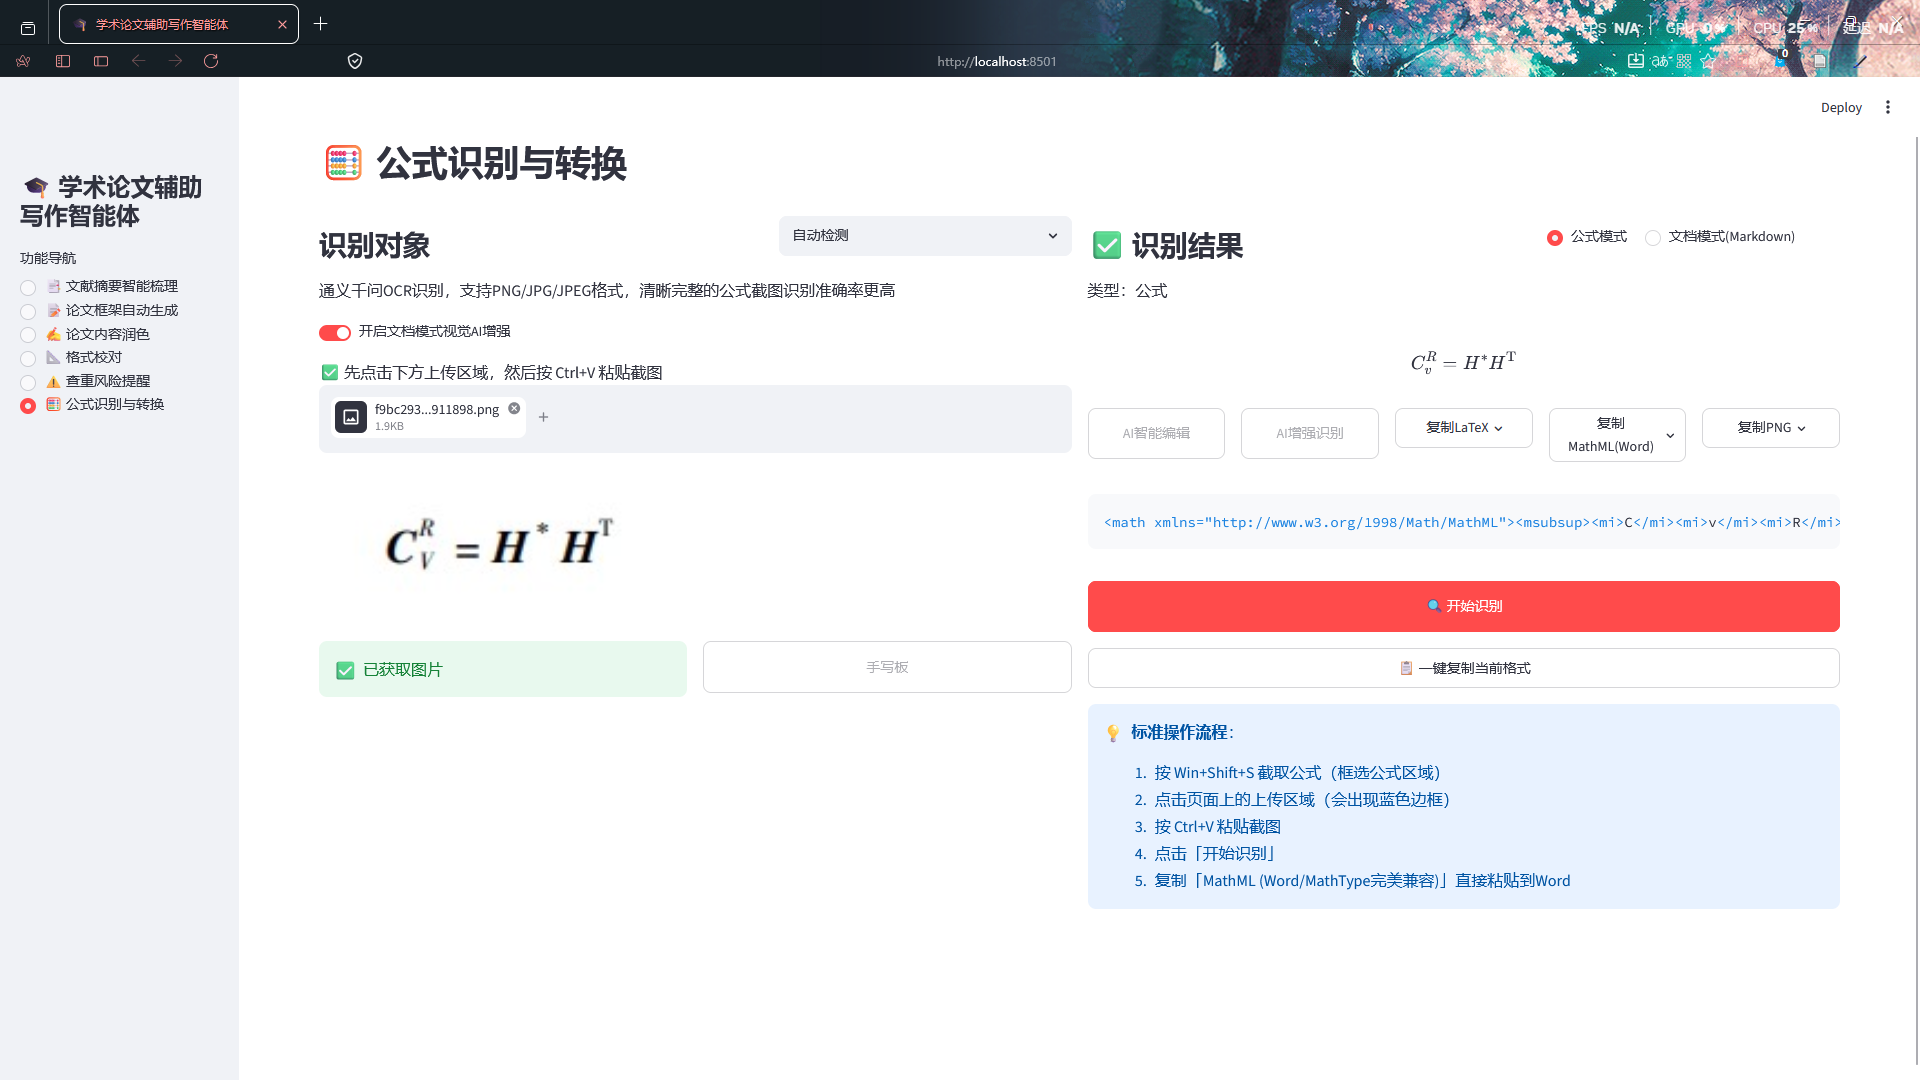 学术论文辅助写作智能体
FPS N/A GPU 0% CPU 25% 延迟 N/A
http://localhost:8501
0
Deploy
🎓 学术论文辅助
写作智能体
功能导航
📑 文献摘要智能梳理
📝 论文框架自动生成
✍️ 论文内容润色
📐 格式校对
⚠️ 查重风险提醒
🧮 公式识别与转换
🧮 公式识别与转换
识别对象
自动检测
通义千问OCR识别，支持PNG/JPG/JPEG格式，清晰完整的公式截图识别准确率更高
开启文档模式视觉AI增强
✅ 先点击下方上传区域，然后按 Ctrl+V 粘贴截图
f9bc293...911898.png
1.9KB
C_V^R = H^* H^T
✅ 已获取图片
手写板
✅ 识别结果
公式模式 文档模式(Markdown)
类型：公式
C_v^R = H^* H^T
AI智能编辑
AI增强识别
复制LaTeX
复制
MathML(Word)
复制PNG
<math xmlns="http://www.w3.org/1998/Math/MathML"><msubsup><mi>C</mi><mi>v</mi><mi>R</mi>
🔍 开始识别
📋 一键复制当前格式
💡 标准操作流程：
1. 按 Win+Shift+S 截取公式（框选公式区域）
2. 点击页面上的上传区域（会出现蓝色边框）
3. 按 Ctrl+V 粘贴截图
4. 点击「开始识别」
5. 复制「MathML (Word/MathType完美兼容)」直接粘贴到Word